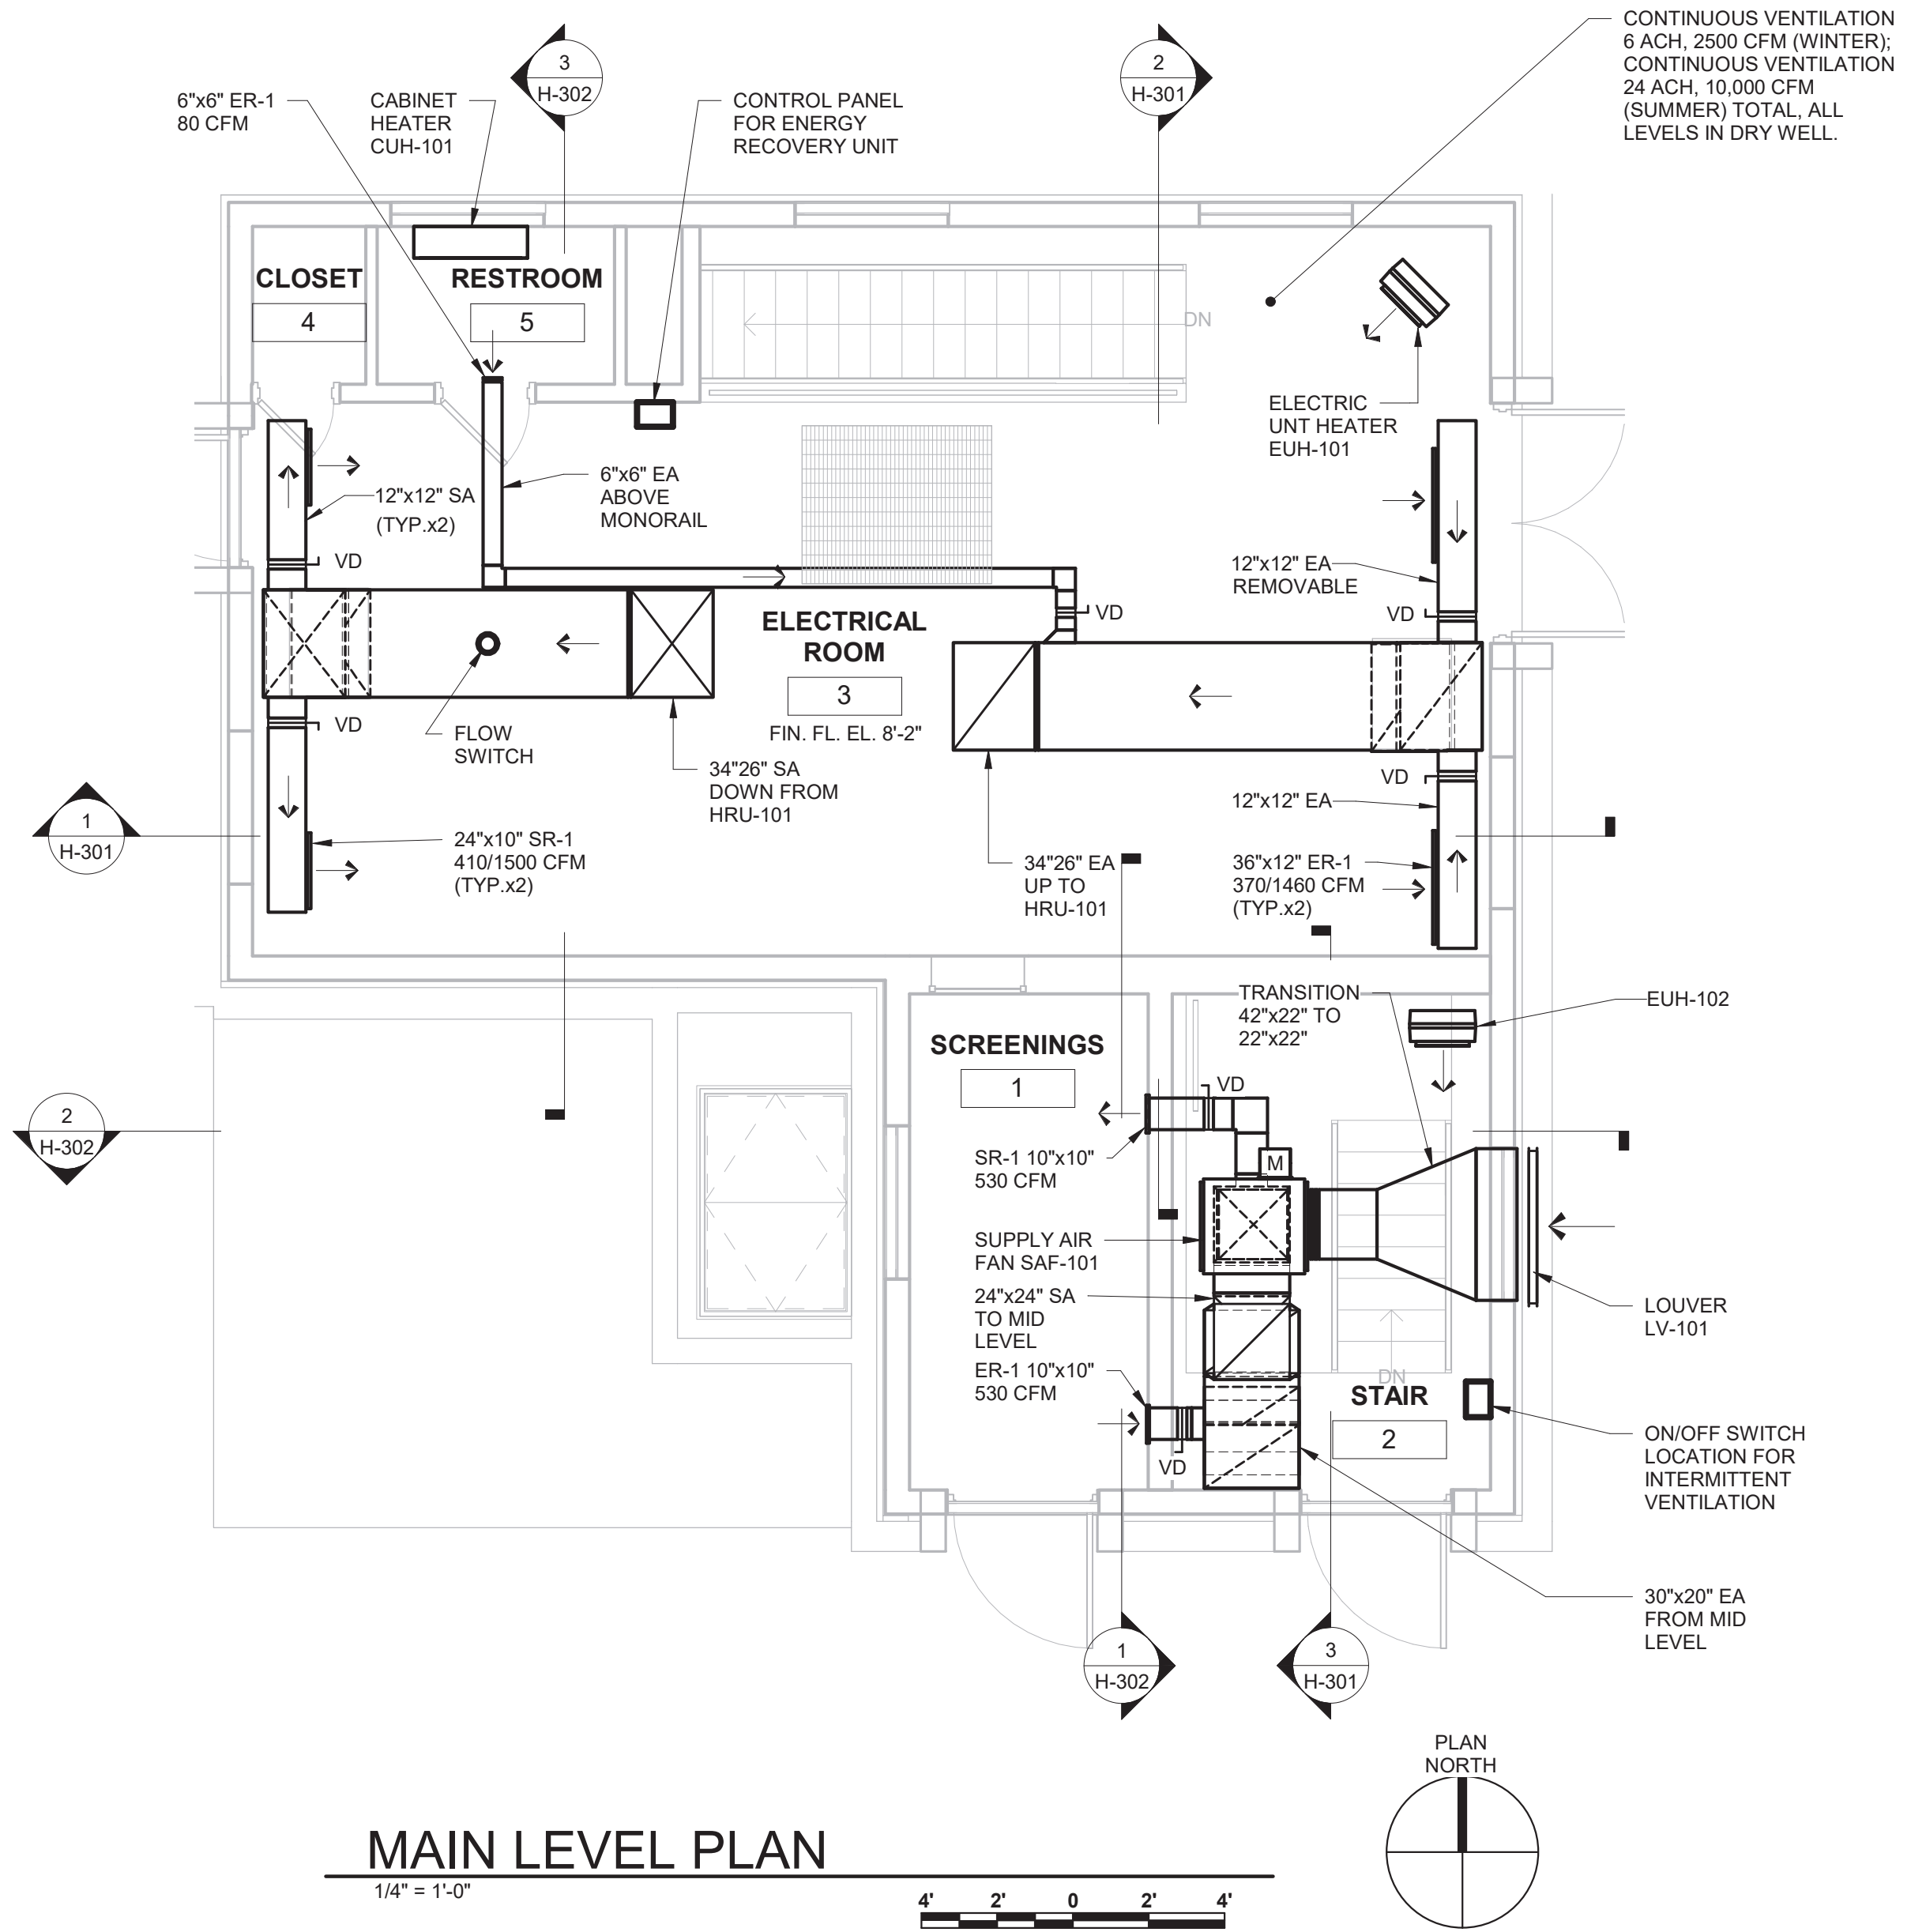 CONTINUOUS VENTILATION
6 ACH, 2500 CFM (WINTER);
CONTINUOUS VENTILATION
24 ACH, 10,000 CFM
(SUMMER) TOTAL, ALL
LEVELS IN DRY WELL.
3
H-302
2
H-301
6"x6" ER-1
80 CFM
CABINET
HEATER
CUH-101
CONTROL PANEL
FOR ENERGY
RECOVERY UNIT
CLOSET
4
RESTROOM
5
DN
ELECTRIC
UNT HEATER
EUH-101
12"x12" SA
(TYP.x2)
6"x6" EA
ABOVE
MONORAIL
VD
12"x12" EA
REMOVABLE
VD
VD
ELECTRICAL
ROOM
3
FIN. FL. EL. 8'-2"
VD
FLOW
SWITCH
34"26" SA
DOWN FROM
HRU-101
VD
12"x12" EA
1
H-301
24"x10" SR-1
410/1500 CFM
(TYP.x2)
34"26" EA
UP TO
HRU-101
36"x12" ER-1
370/1460 CFM
(TYP.x2)
TRANSITION
42"x22" TO
22"x22"
EUH-102
SCREENINGS
1
VD
2
H-302
SR-1 10"x10"
530 CFM
M
SUPPLY AIR
FAN SAF-101
24"x24" SA
TO MID
LEVEL
LOUVER
LV-101
ER-1 10"x10"
530 CFM
DN
STAIR
2
VD
ON/OFF SWITCH
LOCATION FOR
INTERMITTENT
VENTILATION
30"x20" EA
FROM MID
LEVEL
1
H-302
3
H-301
PLAN
NORTH
MAIN LEVEL PLAN
1/4" = 1'-0"
4' 2' 0 2' 4'